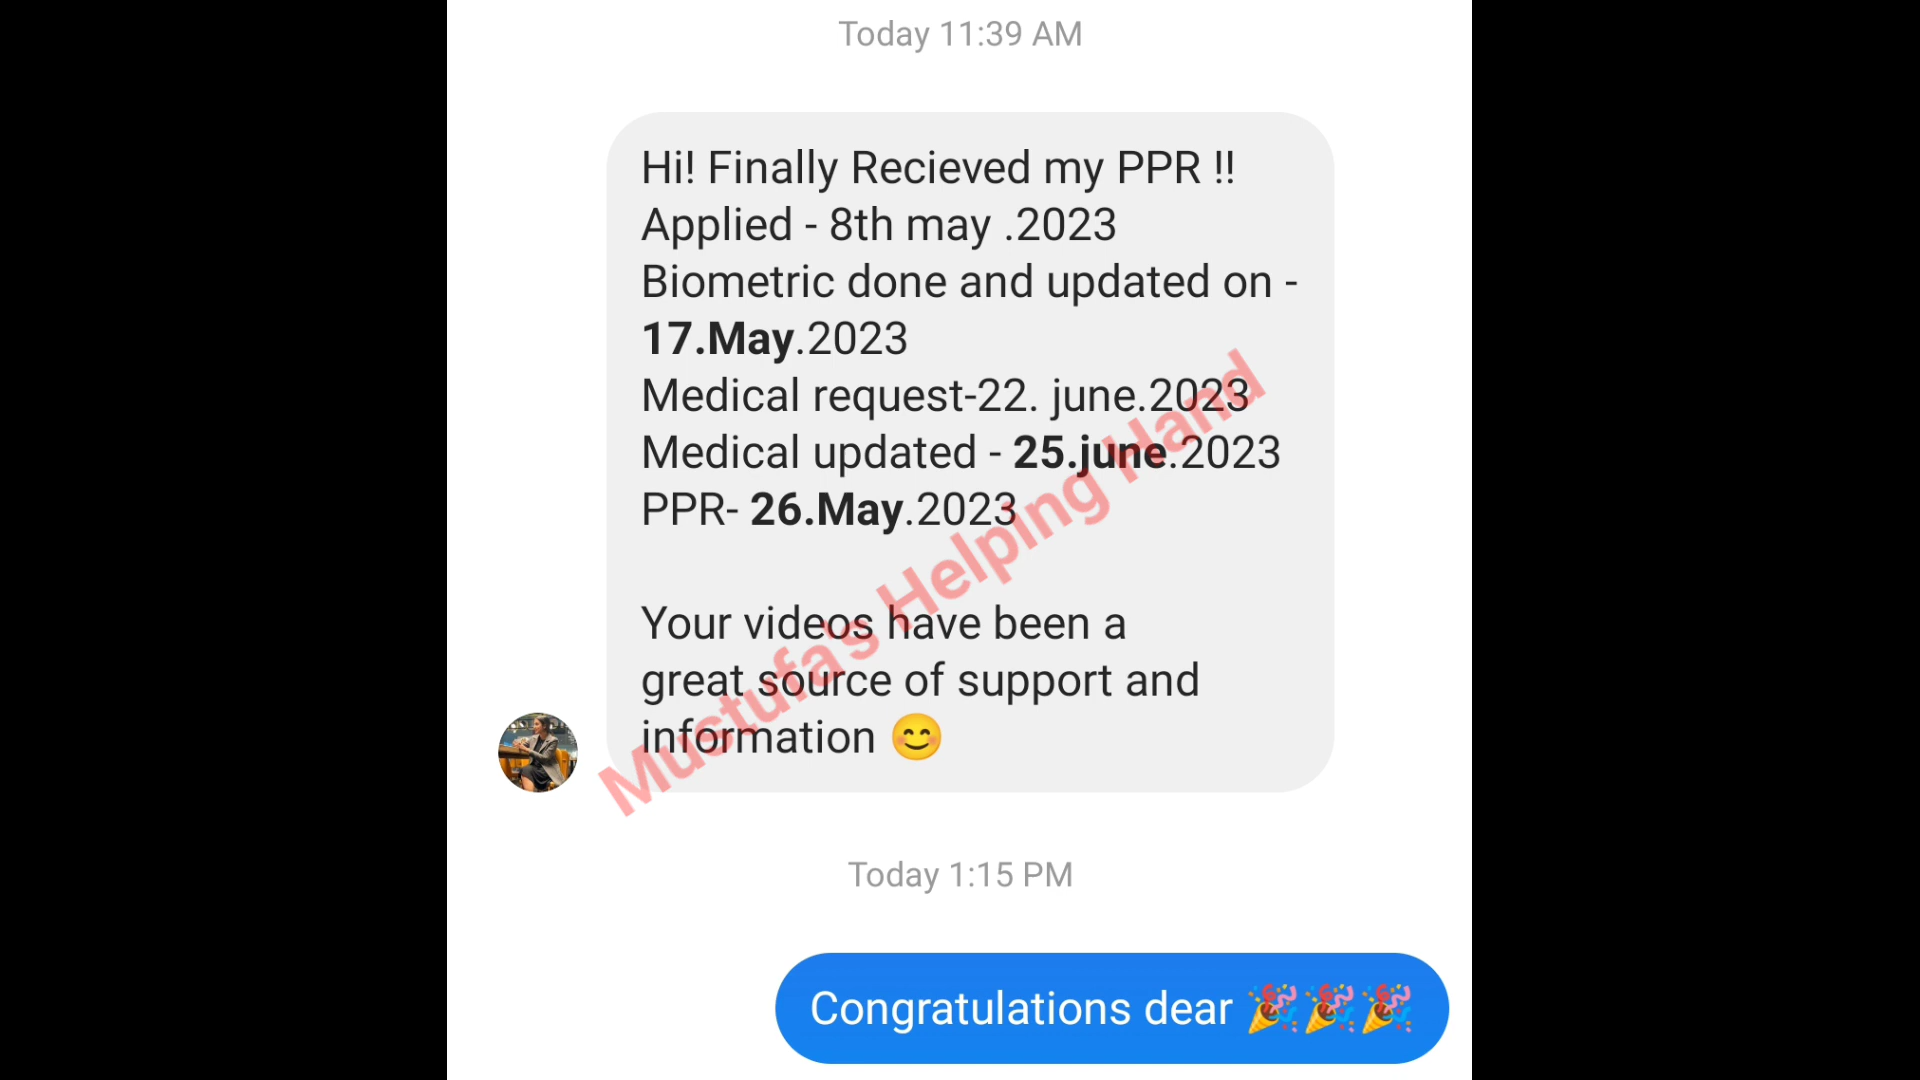 Today 11:39 AM
Hi! Finally Recieved my PPR !!
Applied - 8th may .2023
Biometric done and updated on -
17.May.2023
Medical request-22. june.2023
Medical updated - 25.june.2023
PPR- 26.May.2023
Your videos have been a
great source of support and
information 😊
Mustufa's Helping Hand
Today 1:15 PM
Congratulations dear 🎉🎉🎉